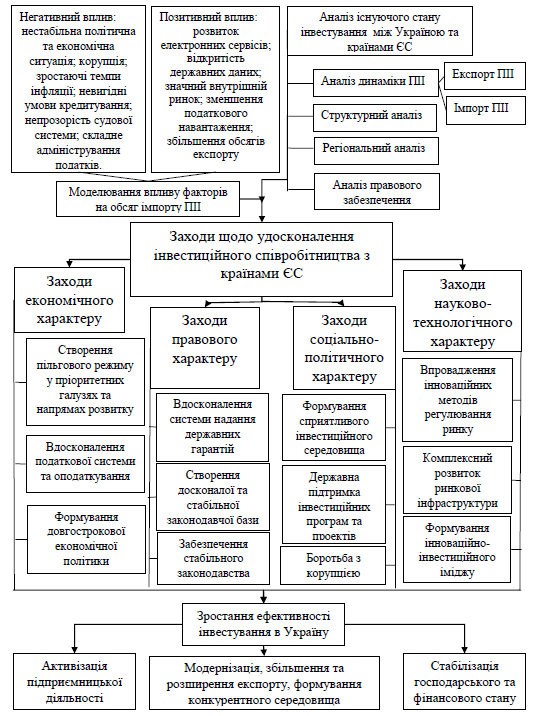 Негативний вплив:
нестабільна політична
та економічна
ситуація; корупція;
зростаючі темпи
інфляції; невигідні
умови кредитування;
непрозорість судової
системи; складне
адміністрування
податків.
Позитивний вплив:
розвиток
електронних сервісів;
відкритість
державних даних;
значний внутрішній
ринок; зменшення
податкового
навантаження;
збільшення обсягів
експорту
Аналіз існуючого стану
інвестування між Україною та
країнами ЄС
Аналіз динаміки ПІІ
Експорт ПІІ
Імпорт ПІІ
Структурний аналіз
Регіональний аналіз
Аналіз правового
забезпечення
Моделювання впливу факторів
на обсяг імпорту ПІІ
Заходи щодо удосконалення
інвестиційного співробітництва з
країнами ЄС
Заходи
економічного
характеру
Створення
пільгового режиму
у пріоритетних
галузях та
напрямах розвитку
Вдосконалення
податкової системи
та оподаткування
Формування
довгострокової
економічної
політики
Заходи
правового
характеру
Вдосконалення
системи надання
державних
гарантій
Створення
досконалої та
стабільної
законодавчої бази
Забезпечення
стабільного
законодавства
Заходи
соціально-
політичного
характеру
Формування
сприятливого
інвестиційного
середовища
Державна
підтримка
інвестиційних
програм та
проектів
Боротьба з
корупцією
Заходи
науково-
технологічного
характеру
Впровадження
інноваційних
методів
регулювання
ринку
Комплексний
розвиток
ринкової
інфраструктури
Формування
інноваційно-
інвестиційного
іміджу
Зростання ефективності
інвестування в Україну
Активізація
підприємницької
діяльності
Модернізація, збільшення та
розширення експорту, формування
конкурентного середовища
Стабілізація
господарського та
фінансового стану